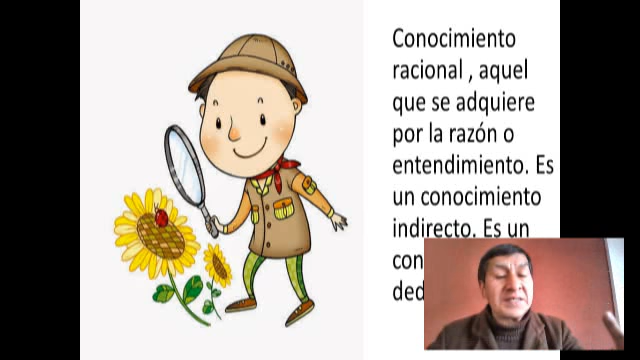 Conocimiento
racional , aquel
que se adquiere
por la razón o
entendimiento. Es
un conocimiento
indirecto. Es un